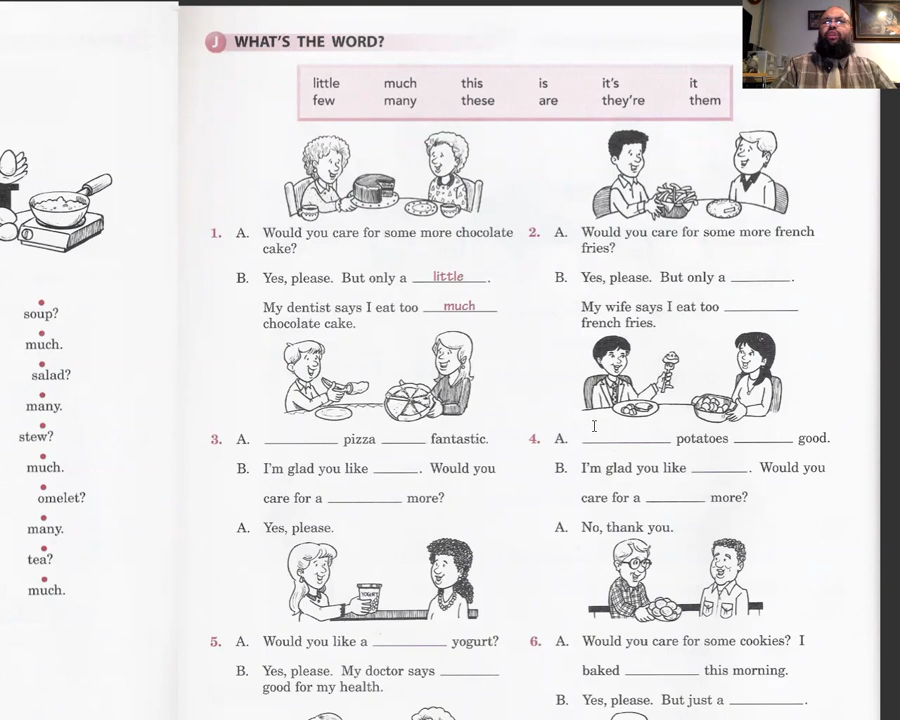 J WHAT'S THE WORD?
little much this is it's it
few many these are they're them
1. A. Would you care for some more chocolate
cake?
B. Yes, please. But only a little.
My dentist says I eat too much
chocolate cake.
2. A. Would you care for some more french
fries?
B. Yes, please. But only a ________.
My wife says I eat too ________
french fries.
3. A. ________ pizza ________ fantastic.
B. I'm glad you like ________. Would you
care for a ________ more?
A. Yes, please.
4. A. ________ potatoes ________ good.
B. I'm glad you like ________. Would you
care for a ________ more?
A. No, thank you.
YOGURT
5. A. Would you like a ________ yogurt?
B. Yes, please. My doctor says ________
good for my health.
6. A. Would you care for some cookies? I
baked ________ this morning.
B. Yes, please. But just a ________.
soup?
much.
salad?
many.
stew?
much.
omelet?
many.
tea?
much.